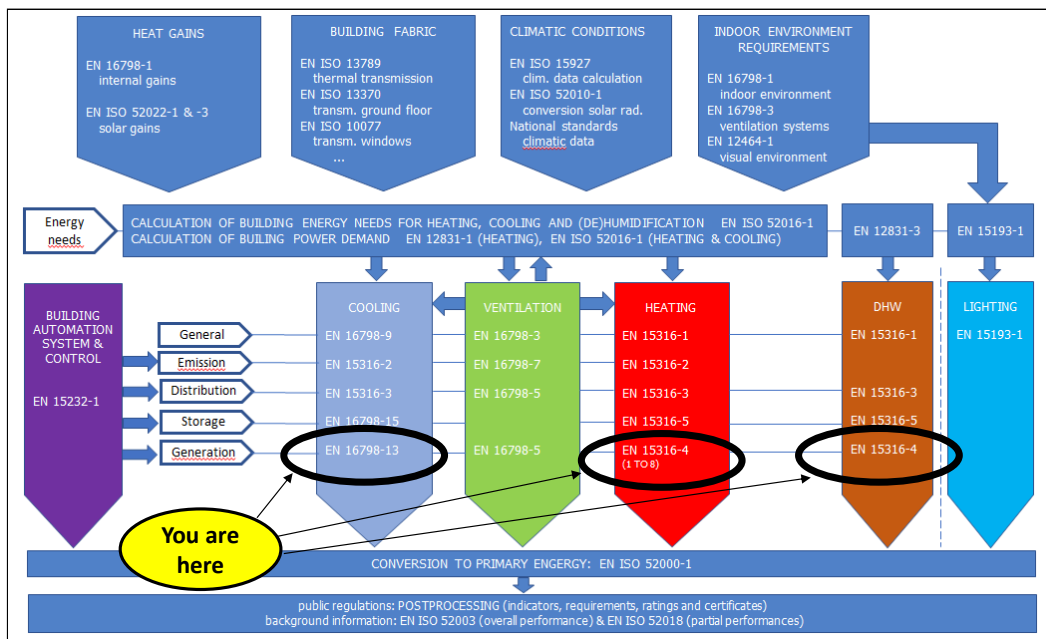 HEAT GAINS
EN 16798-1
internal gains
EN ISO 52022-1 & -3
solar gains
BUILDING FABRIC
EN ISO 13789
thermal transmission
EN ISO 13370
transm. ground floor
EN ISO 10077
transm. windows
...
CLIMATIC CONDITIONS
EN ISO 15927
clim. data calculation
EN ISO 52010-1
conversion solar rad.
National standards
climatic data
INDOOR ENVIRONMENT
REQUIREMENTS
EN 16798-1
indoor environment
EN 16798-3
ventilation systems
EN 12464-1
visual environment
Energy
needs
CALCULATION OF BUILDING ENERGY NEEDS FOR HEATING, COOLING AND (DE)HUMIDIFICATION EN ISO 52016-1
CALCULATION OF BUILING POWER DEMAND EN 12831-1 (HEATING), EN ISO 52016-1 (HEATING & COOLING)
EN 12831-3
EN 15193-1
BUILDING
AUTOMATION
SYSTEM &
CONTROL
EN 15232-1
General
Emission
Distribution
Storage
Generation
COOLING
EN 16798-9
EN 15316-2
EN 15316-3
EN 16798-15
EN 16798-13
VENTILATION
EN 16798-3
EN 16798-7
EN 16798-5
EN 16798-5
HEATING
EN 15316-1
EN 15316-2
EN 15316-3
EN 15316-5
EN 15316-4
(1 TO 8)
DHW
EN 15316-1
EN 15316-3
EN 15316-5
EN 15316-4
LIGHTING
EN 15193-1
You are
here
CONVERSION TO PRIMARY ENGERGY: EN ISO 52000-1
public regulations: POSTPROCESSING (indicators, requirements, ratings and certificates)
background information: EN ISO 52003 (overall performance) & EN ISO 52018 (partial performances)